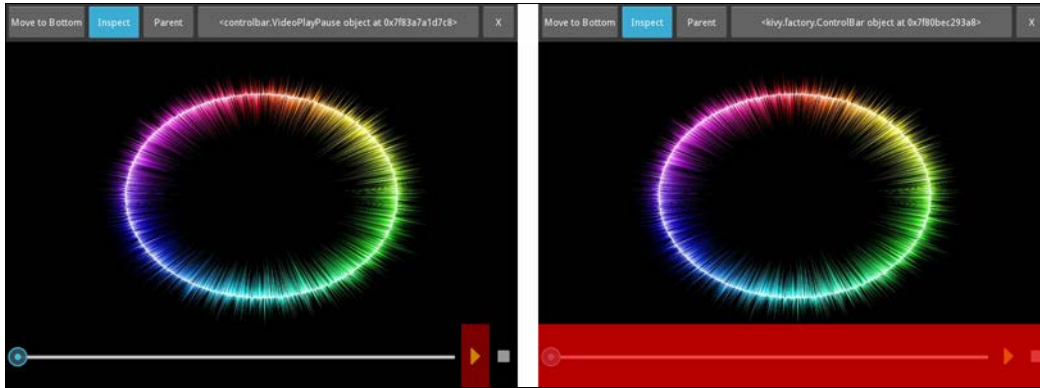 Move to Bottom Inspect Parent <controlbar.VideoPlayPause object at 0x7f83a7a1d7c8> X
Move to Bottom Inspect Parent <kivy.factory.ControlBar object at 0x7f80bec293a8> X